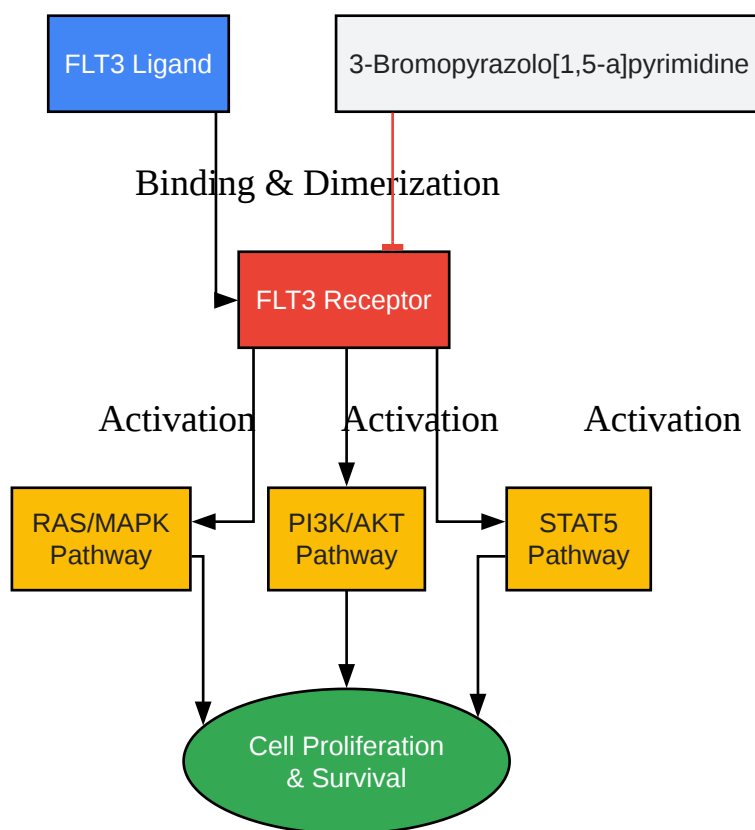 FLT3 Ligand
3-Bromopyrazolo[1,5-a]pyrimidine
Binding & Dimerization
FLT3 Receptor
Activation
Activation
Activation
RAS/MAPK
Pathway
PI3K/AKT
Pathway
STAT5
Pathway
Cell Proliferation
& Survival